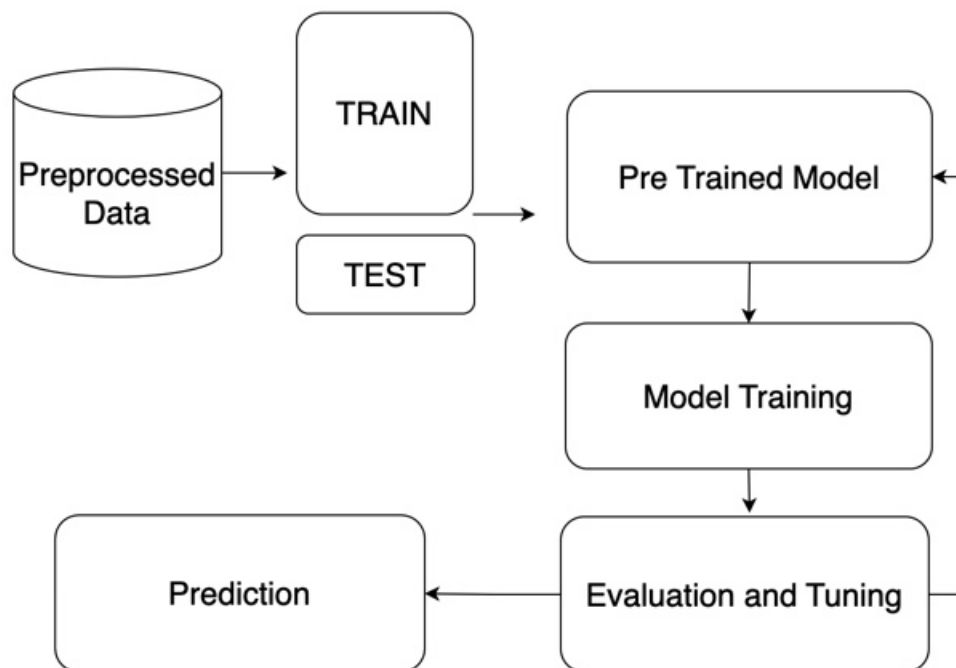 TRAIN
Preprocessed
Data
Pre Trained Model
TEST
Model Training
Prediction
Evaluation and Tuning